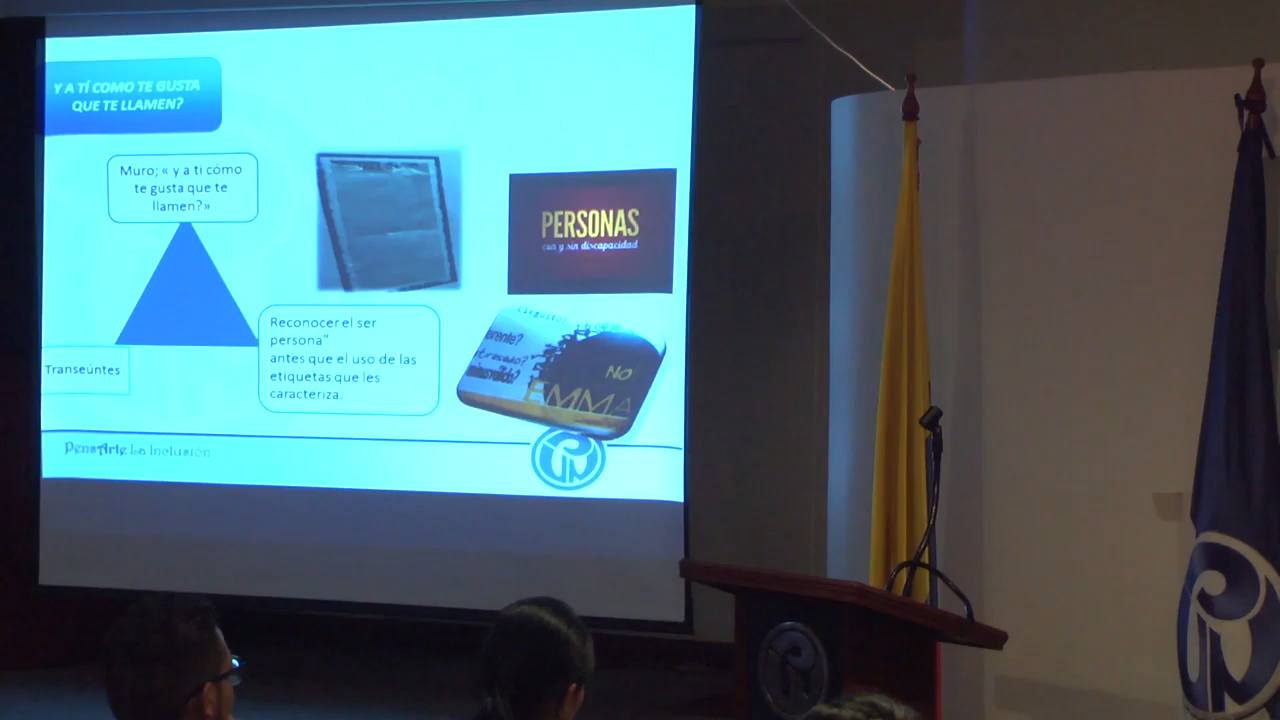 Y A TÍ COMO TE GUSTA
QUE TE LLAMEN?
Muro; « y a ti cómo
te gusta que te
llamen?»
PERSONAS
con y sin discapacidad
Reconocer el ser
persona”
antes que el uso de las
etiquetas que les
caracteriza.
Transeúntes
NO
EMMA
PensArte La Inclusión